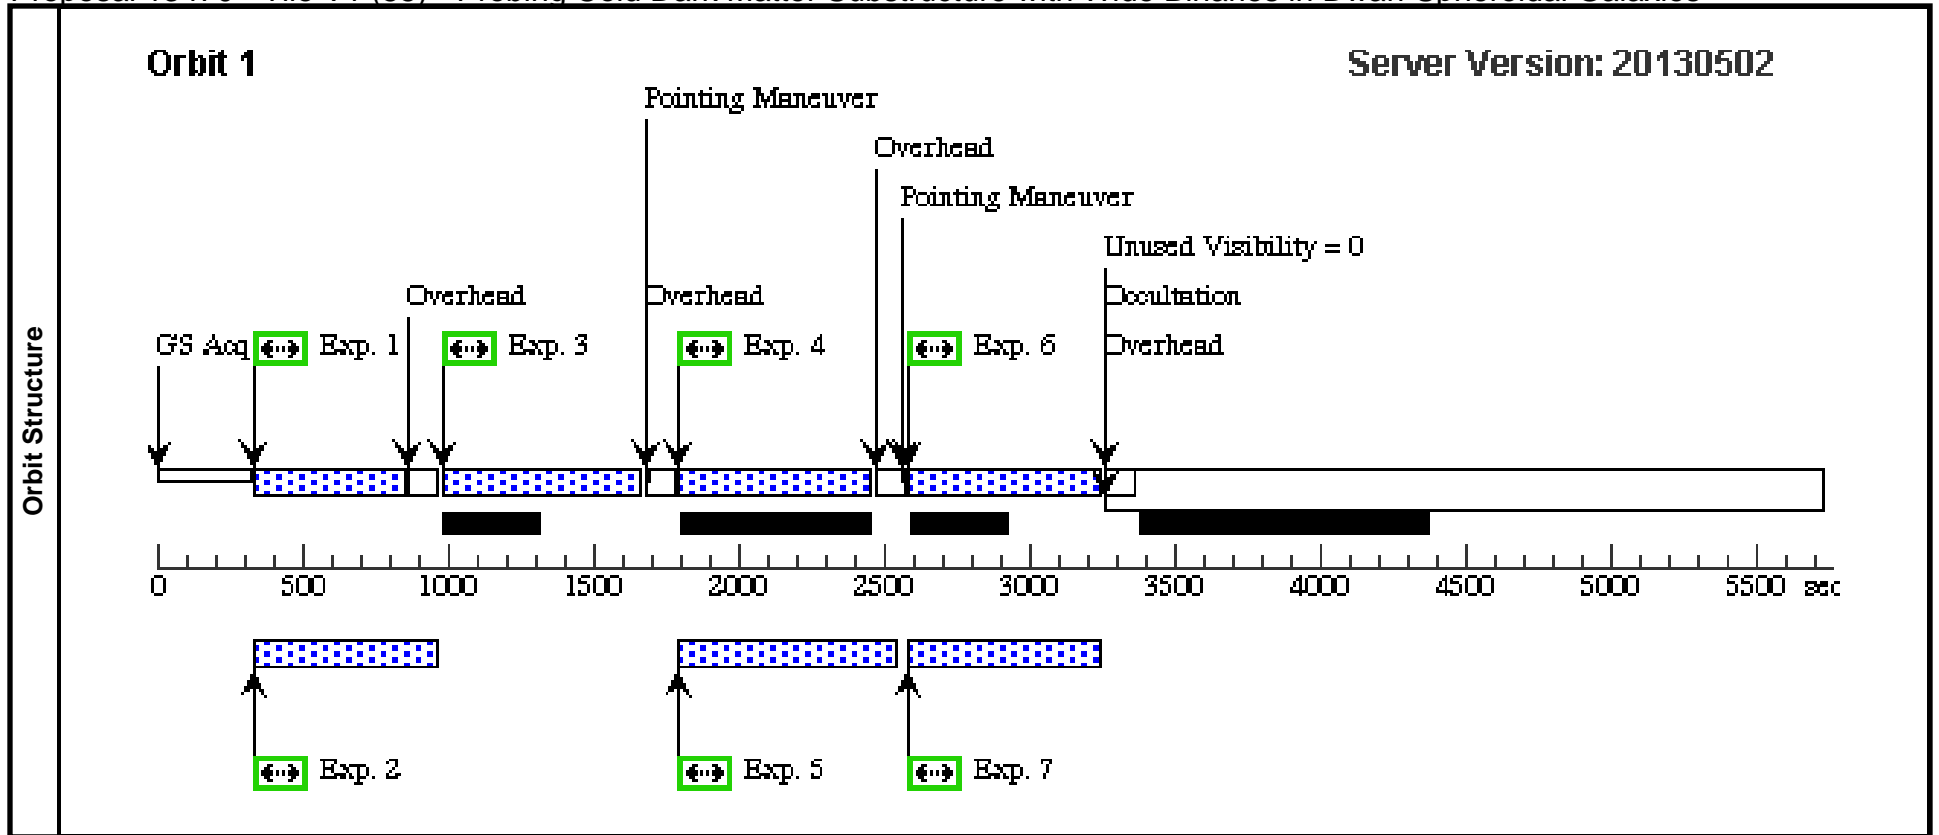 Orbit 1
Server Version: 20130502
Pointing Maneuver
Overhead
Pointing Maneuver
Unused Visibility = 0
Overhead
Overhead
Occultation
GS Acq
Exp. 1
Exp. 3
Exp. 4
Exp. 6
Overhead
Orbit Structure
0
500
1000
1500
2000
2500
3000
3500
4000
4500
5000
5500
sec
Exp. 2
Exp. 5
Exp. 7